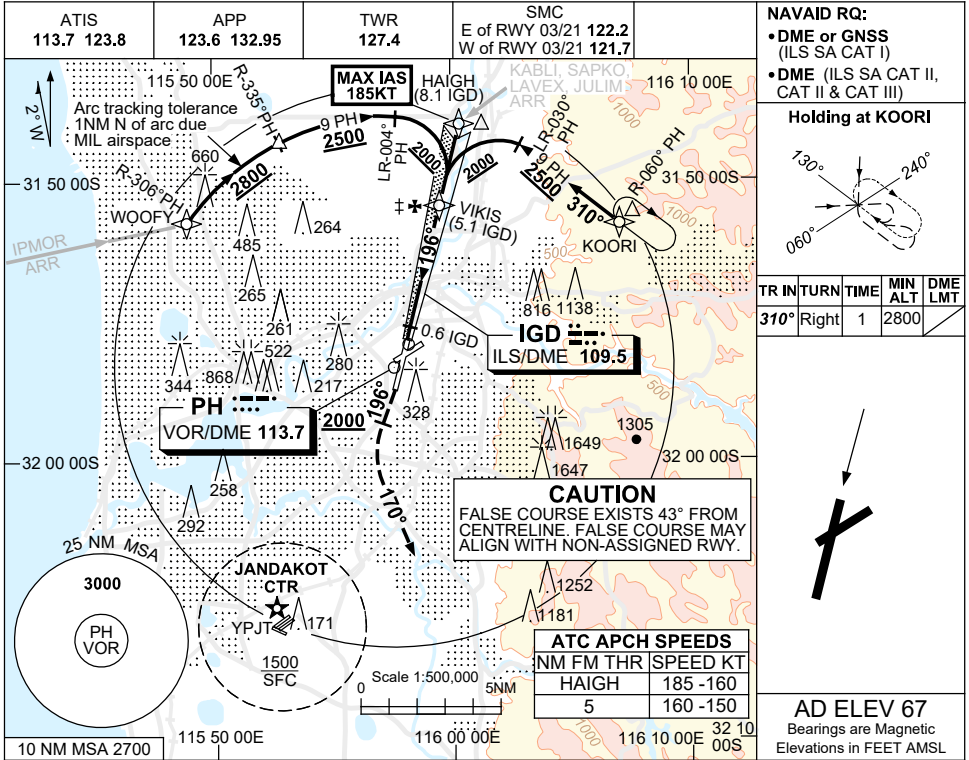 ATIS
113.7 123.8
APP
123.6 132.95
TWR
127.4
SMC
E of RWY 03/21 122.2
W of RWY 03/21 121.7
NAVAID RQ:
•DME or GNSS
(ILS SA CAT I)
•DME (ILS SA CAT II,
CAT II & CAT III)
Holding at KOORI
130°
240°
060°
TR IN TURN TIME MIN ALT DME LMT
310° Right 1 2800
2° W
115 50 00E
116 10 00E
MAX IAS
185KT
HAIGH
(8.1 IGD)
KABLI, SAPKO,
LAVEX, JULIM
ARR
Arc tracking tolerance
1NM N of arc due
MIL airspace
R-335°PH
9 PH
2500
LR-004°
PH
2000
2000
LR-030°
PH
9 PH
2500
310°
R-060° PH
1000
1000
31 50 00S
31 50 00S
660
2800
R-306°PH
WOOFY
IPMOR
ARR
485
264
265
261
‡ ✠
VIKIS
(5.1 IGD)
196°
KOORI
500
500
816
1138
0.6 IGD
IGD
ILS/DME 109.5
344
868
522
217
280
328
PH
VOR/DME 113.7
2000
196°
170°
1649
1647
1305
32 00 00S
32 00 00S
258
292
CAUTION
FALSE COURSE EXISTS 43° FROM
CENTRELINE. FALSE COURSE MAY
ALIGN WITH NON-ASSIGNED RWY.
25 NM MSA
3000
PH
VOR
10 NM MSA 2700
JANDAKOT
CTR
YPJT
171
1500
SFC
1252
1181
Scale 1:500,000
0
5NM
ATC APCH SPEEDS
NM FM THR SPEED KT
HAIGH 185 -160
5 160 -150
1000
115 50 00E
116 00 00E
116 10 00E
32 10
00S
AD ELEV 67
Bearings are Magnetic
Elevations in FEET AMSL